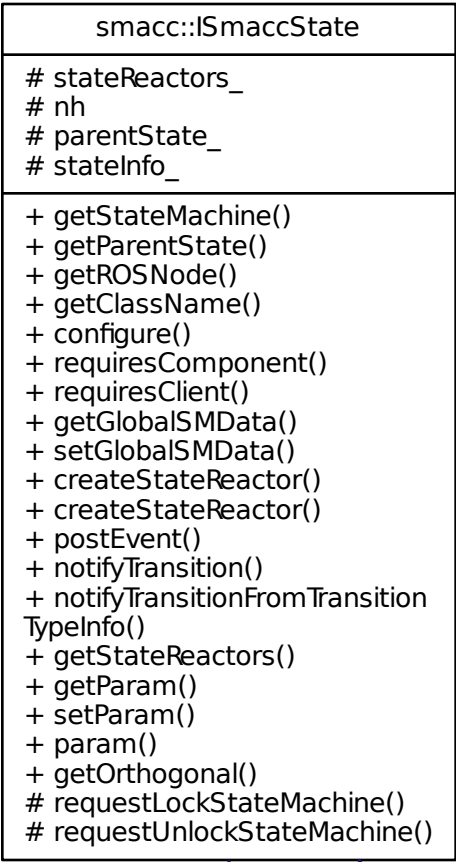 smacc::ISmaccState
# stateReactors_
# nh
# parentState_
# stateInfo_
+ getStateMachine()
+ getParentState()
+ getROSNode()
+ getClassName()
+ configure()
+ requiresComponent()
+ requiresClient()
+ getGlobalSMData()
+ setGlobalSMData()
+ createStateReactor()
+ createStateReactor()
+ postEvent()
+ notifyTransition()
+ notifyTransitionFromTransition
TypeInfo()
+ getStateReactors()
+ getParam()
+ setParam()
+ param()
+ getOrthogonal()
# requestLockStateMachine()
# requestUnlockStateMachine()